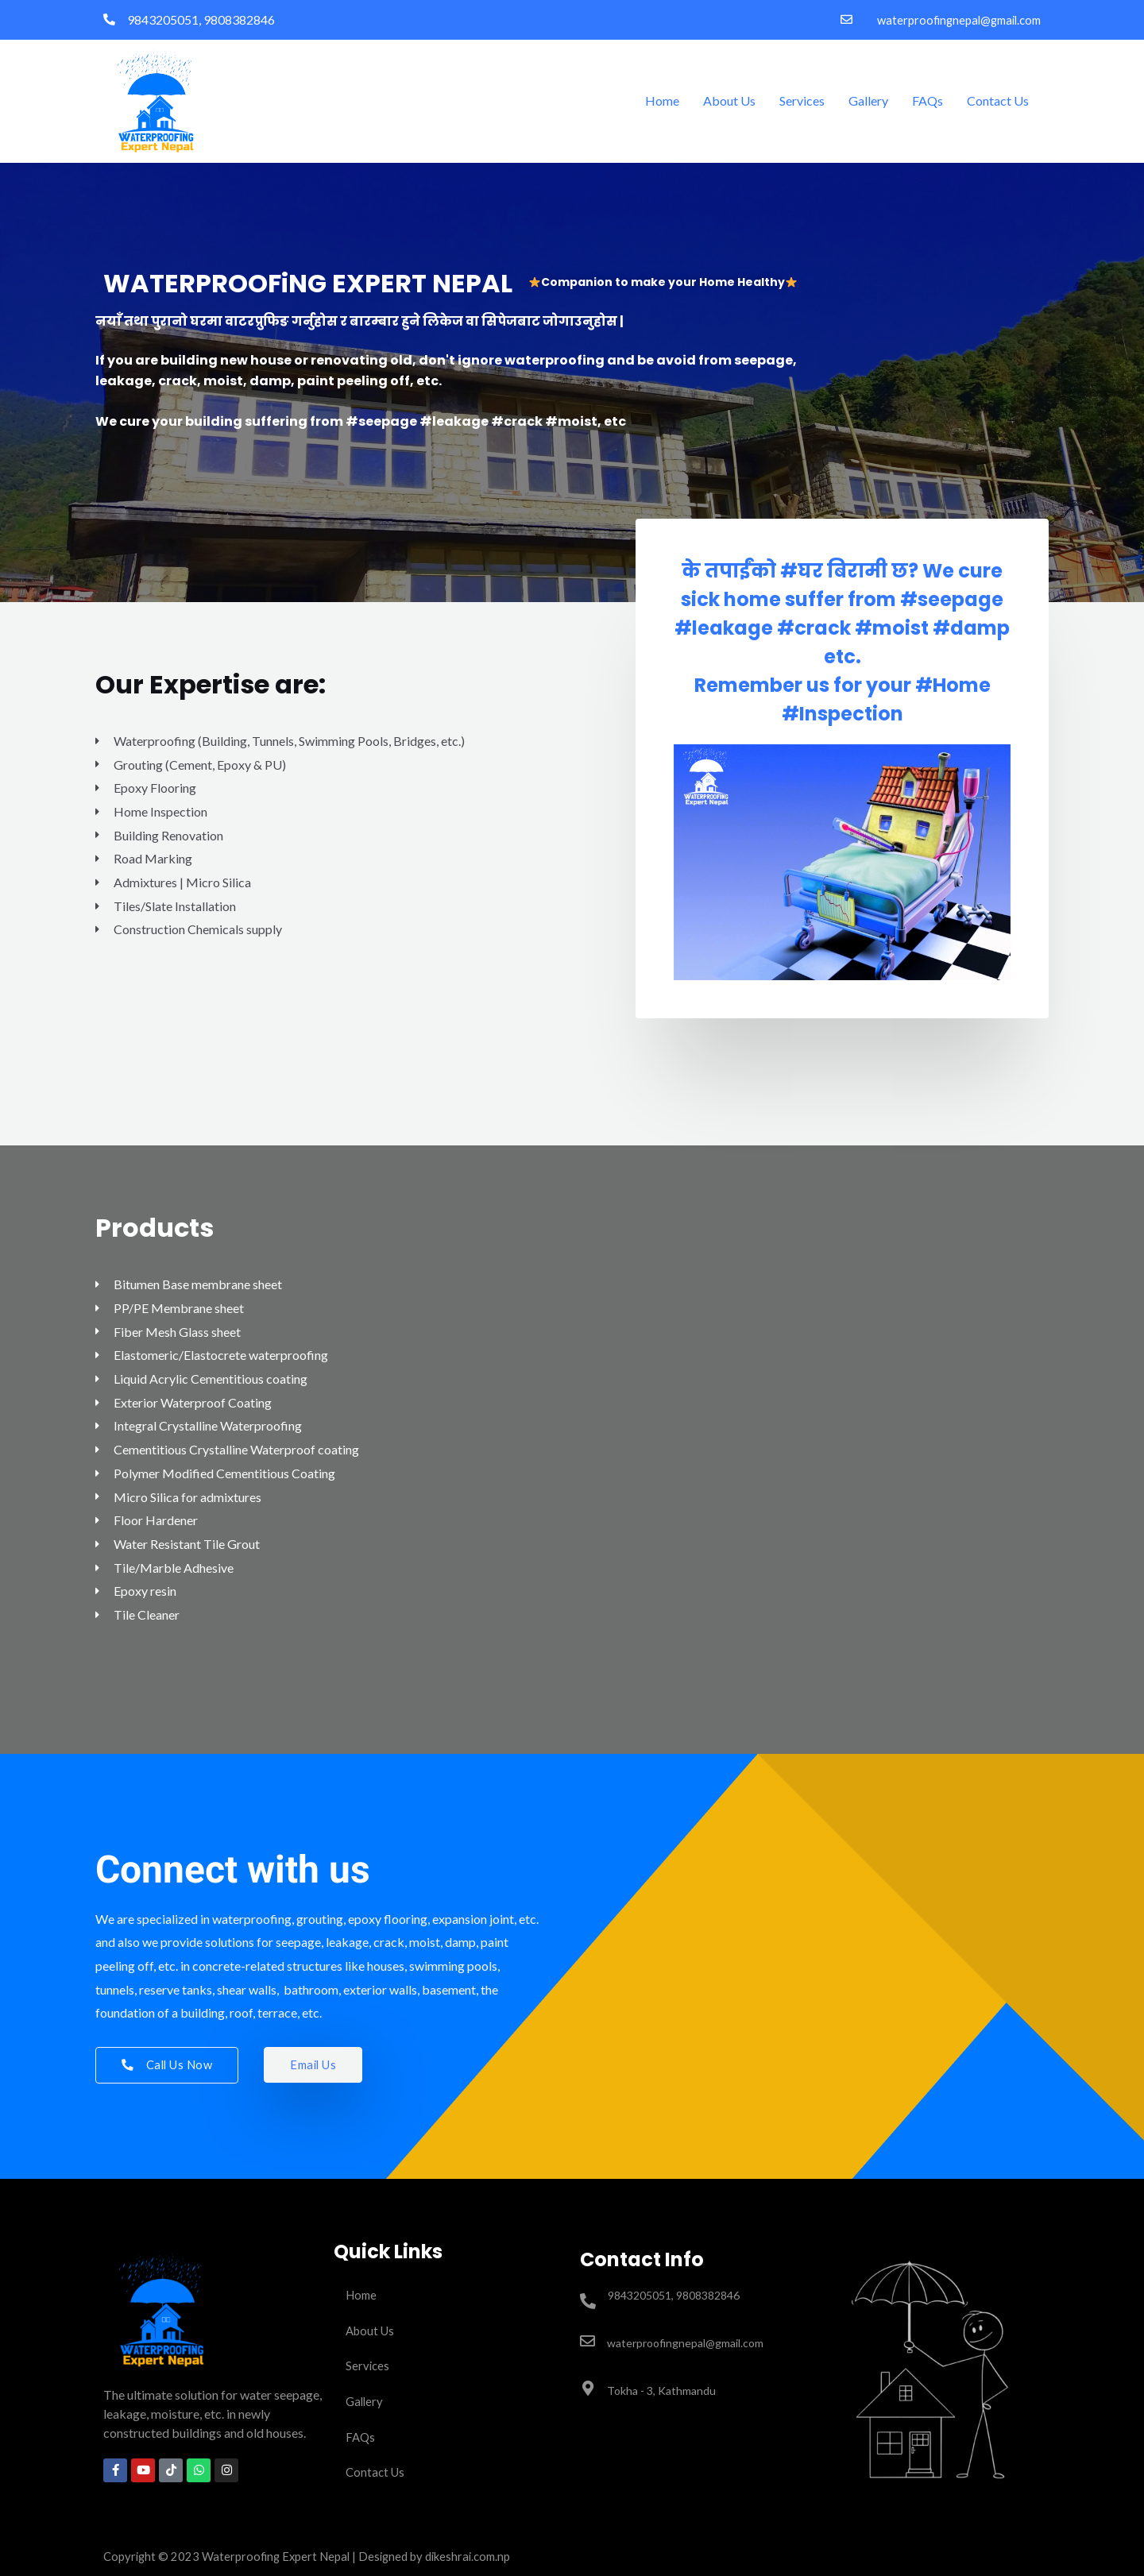 9843205051, 9808382846
waterproofingnepal@gmail.com
WATERPROOFING
Expert Nepal
Home
About Us
Services
Gallery
FAQs
Contact Us
WATERPROOFiNG EXPERT NEPAL
⭐Companion to make your Home Healthy⭐
नयाँ तथा पुरानो घरमा वाटरप्रुफिङ गर्नुहोस र बारम्बार हुने लिकेज वा सिपेजबाट जोगाउनुहोस |
If you are building new house or renovating old, don't ignore waterproofing and be avoid from seepage,
leakage, crack, moist, damp, paint peeling off, etc.
We cure your building suffering from #seepage #leakage #crack #moist, etc
के तपाईंको #घर बिरामी छ? We cure
sick home suffer from #seepage
#leakage #crack #moist #damp
etc.
Remember us for your #Home
#Inspection
WATERPROOFING
Expert Nepal
Our Expertise are:
Waterproofing (Building, Tunnels, Swimming Pools, Bridges, etc.)
Grouting (Cement, Epoxy & PU)
Epoxy Flooring
Home Inspection
Building Renovation
Road Marking
Admixtures | Micro Silica
Tiles/Slate Installation
Construction Chemicals supply
Products
Bitumen Base membrane sheet
PP/PE Membrane sheet
Fiber Mesh Glass sheet
Elastomeric/Elastocrete waterproofing
Liquid Acrylic Cementitious coating
Exterior Waterproof Coating
Integral Crystalline Waterproofing
Cementitious Crystalline Waterproof coating
Polymer Modified Cementitious Coating
Micro Silica for admixtures
Floor Hardener
Water Resistant Tile Grout
Tile/Marble Adhesive
Epoxy resin
Tile Cleaner
Connect with us
We are specialized in waterproofing, grouting, epoxy flooring, expansion joint, etc.
and also we provide solutions for seepage, leakage, crack, moist, damp, paint
peeling off, etc. in concrete-related structures like houses, swimming pools,
tunnels, reserve tanks, shear walls,  bathroom, exterior walls, basement, the
foundation of a building, roof, terrace, etc.
Call Us Now
Email Us
WATERPROOFING
Expert Nepal
The ultimate solution for water seepage,
leakage, moisture, etc. in newly
constructed buildings and old houses.
Quick Links
Home
About Us
Services
Gallery
FAQs
Contact Us
Contact Info
9843205051, 9808382846
waterproofingnepal@gmail.com
Tokha - 3, Kathmandu
Copyright © 2023 Waterproofing Expert Nepal | Designed by dikeshrai.com.np